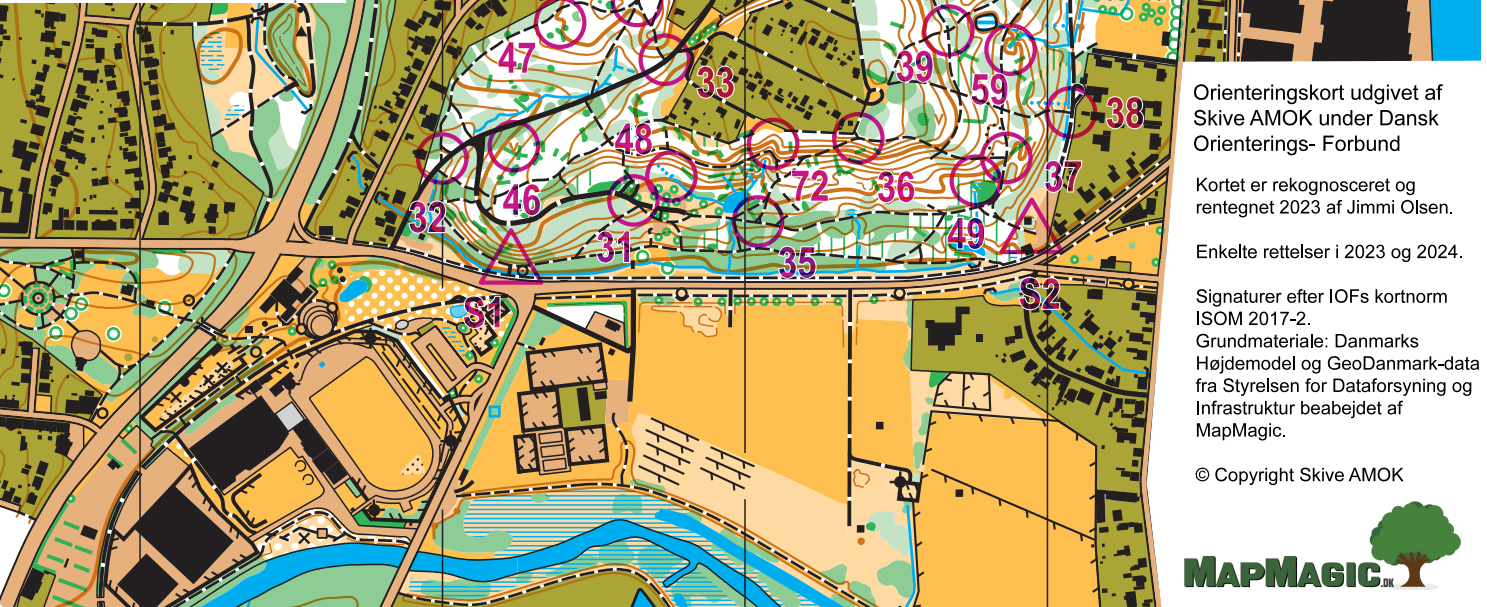 47
33
39
59
38
48
46
72
36
37
32
31
35
49
S1
S2
Orienteringskort udgivet af
Skive AMOK under Dansk
Orienterings- Forbund
Kortet er rekognosceret og
rentegnet 2023 af Jimmi Olsen.
Enkelte rettelser i 2023 og 2024.
Signaturer efter IOFs kortnorm
ISOM 2017-2.
Grundmateriale: Danmarks
Højdemodel og GeoDanmark-data
fra Styrelsen for Dataforsyning og
Infrastruktur beabejdet af
MapMagic.
© Copyright Skive AMOK
MAPMAGIC.DK